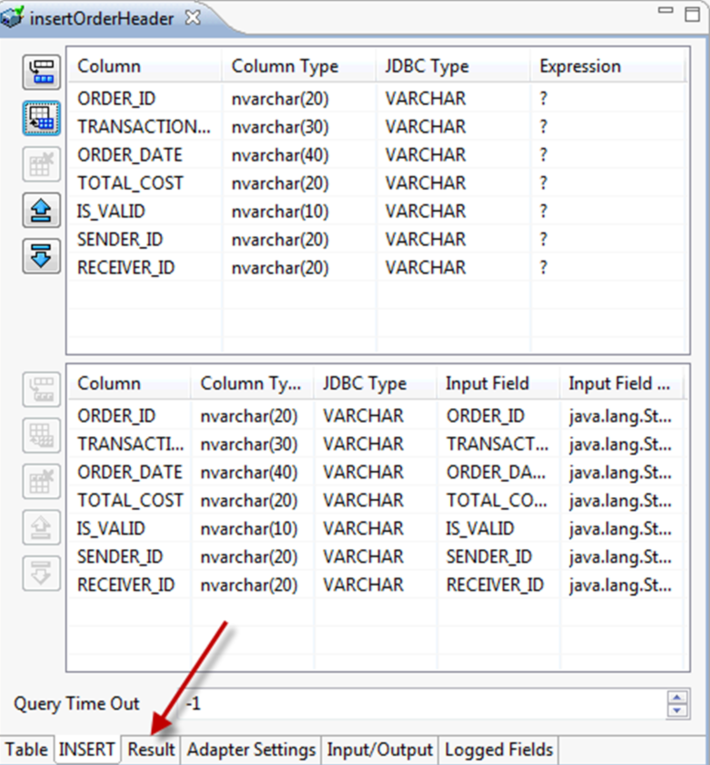 insertOrderHeader
Column Column Type JDBC Type Expression
ORDER_ID nvarchar(20) VARCHAR ?
TRANSACTION... nvarchar(30) VARCHAR ?
ORDER_DATE nvarchar(40) VARCHAR ?
TOTAL_COST nvarchar(20) VARCHAR ?
IS_VALID nvarchar(10) VARCHAR ?
SENDER_ID nvarchar(20) VARCHAR ?
RECEIVER_ID nvarchar(20) VARCHAR ?
Column Column Ty... JDBC Type Input Field Input Field ...
ORDER_ID nvarchar(20) VARCHAR ORDER_ID java.lang.St...
TRANSACTI... nvarchar(30) VARCHAR TRANSACT... java.lang.St...
ORDER_DATE nvarchar(40) VARCHAR ORDER_DA... java.lang.St...
TOTAL_COST nvarchar(20) VARCHAR TOTAL_CO... java.lang.St...
IS_VALID nvarchar(10) VARCHAR IS_VALID java.lang.St...
SENDER_ID nvarchar(20) VARCHAR SENDER_ID java.lang.St...
RECEIVER_ID nvarchar(20) VARCHAR RECEIVER_ID java.lang.St...
Query Time Out -1
Table INSERT Result Adapter Settings Input/Output Logged Fields